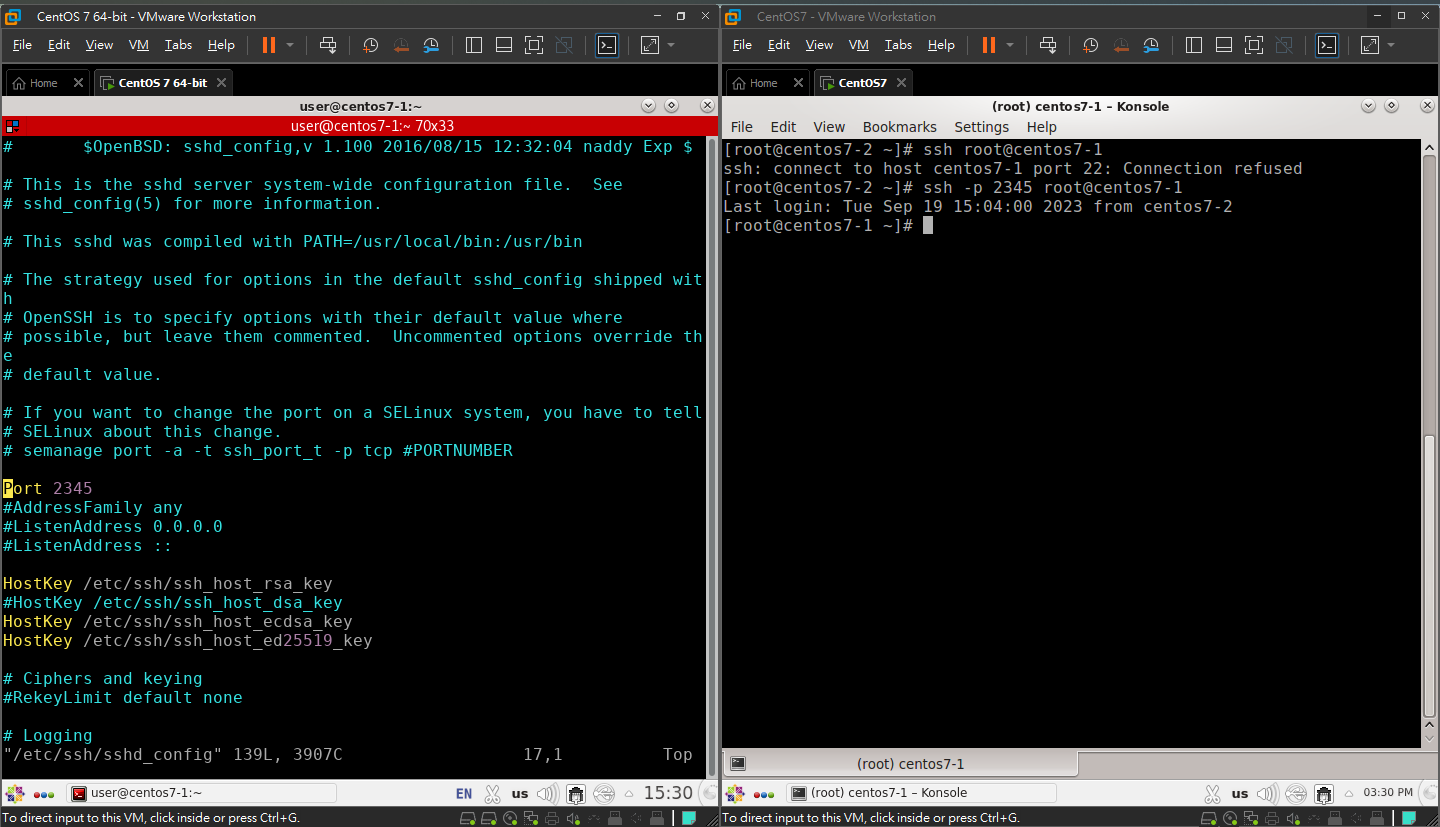 CentOS 7 64-bit - VMware Workstation
File Edit View VM Tabs Help
Home CentOS 7 64-bit
user@centos7-1:~
user@centos7-1:~ 70x33
#       $OpenBSD: sshd_config,v 1.100 2016/08/15 12:32:04 naddy Exp $
# This is the sshd server system-wide configuration file.  See
# sshd_config(5) for more information.
# This sshd was compiled with PATH=/usr/local/bin:/usr/bin
# The strategy used for options in the default sshd_config shipped wit
h
# OpenSSH is to specify options with their default value where
# possible, but leave them commented.  Uncommented options override th
e
# default value.
# If you want to change the port on a SELinux system, you have to tell
# SELinux about this change.
# semanage port -a -t ssh_port_t -p tcp #PORTNUMBER
Port 2345
#AddressFamily any
#ListenAddress 0.0.0.0
#ListenAddress ::
HostKey /etc/ssh/ssh_host_rsa_key
#HostKey /etc/ssh/ssh_host_dsa_key
HostKey /etc/ssh/ssh_host_ecdsa_key
HostKey /etc/ssh/ssh_host_ed25519_key
# Ciphers and keying
#RekeyLimit default none
# Logging
"/etc/ssh/sshd_config" 139L, 3907C 17,1 Top
user@centos7-1:~ EN us 15:30
To direct input to this VM, click inside or press Ctrl+G.
CentOS7 - VMware Workstation
File Edit View VM Tabs Help
Home CentOS7
(root) centos7-1 – Konsole
File Edit View Bookmarks Settings Help
[root@centos7-2 ~]# ssh root@centos7-1
ssh: connect to host centos7-1 port 22: Connection refused
[root@centos7-2 ~]# ssh -p 2345 root@centos7-1
Last login: Tue Sep 19 15:04:00 2023 from centos7-2
[root@centos7-1 ~]#
(root) centos7-1
(root) centos7-1 – Konsole us 03:30 PM
To direct input to this VM, click inside or press Ctrl+G.